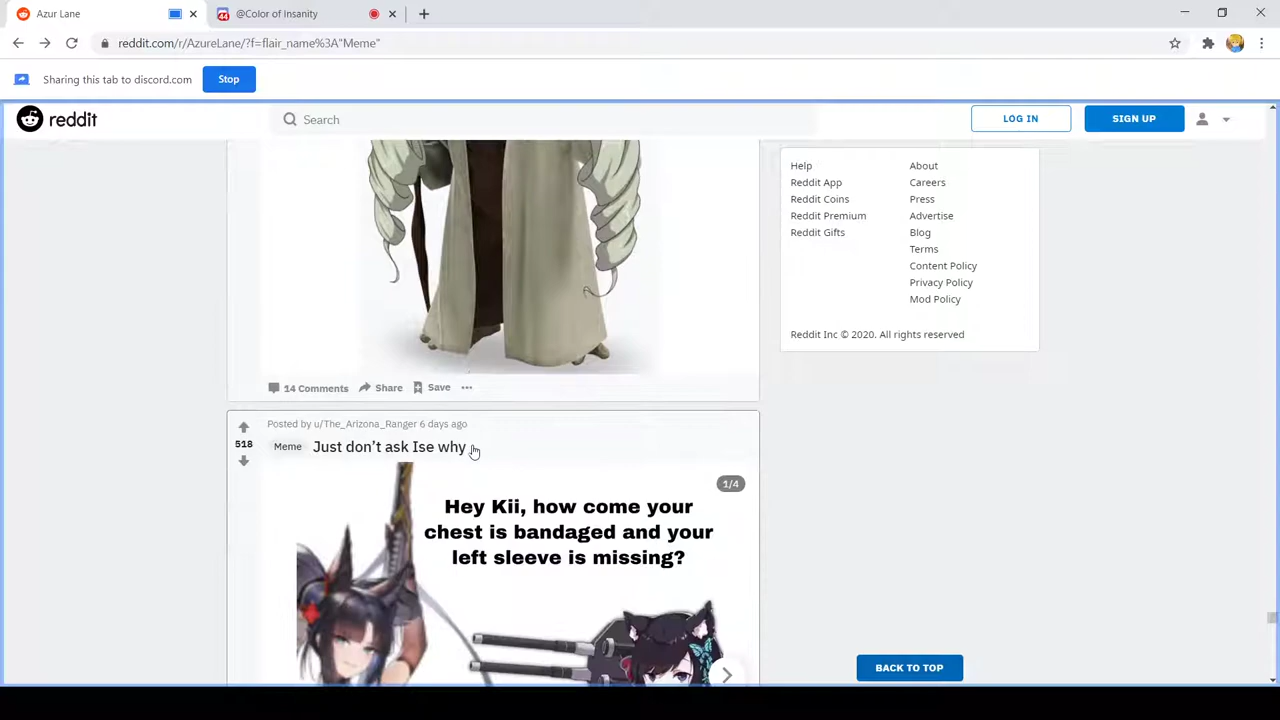 Azur Lane
44
@Color of Insanity
reddit.com/r/AzureLane/?f=flair_name%3A"Meme"
Sharing this tab to discord.com
Stop
reddit
Search
LOG IN
SIGN UP
Help
About
Reddit App
Careers
Reddit Coins
Press
Reddit Premium
Advertise
Reddit Gifts
Blog
Terms
Content Policy
Privacy Policy
Mod Policy
Reddit Inc © 2020. All rights reserved
14 Comments
Share
Save
Posted by u/The_Arizona_Ranger 6 days ago
518
Meme
Just don't ask Ise why
1/4
Hey Kii, how come your
chest is bandaged and your
left sleeve is missing?
BACK TO TOP